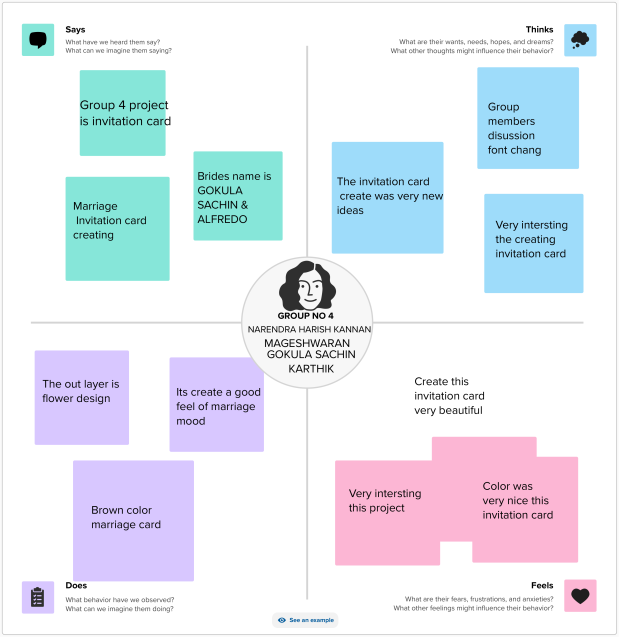 Says
What have we heard them say?
What can we imagine them saying?
Thinks
What are their wants, needs, hopes, and dreams?
What other thoughts might influence their behavior?
Group 4 project
is invitation card
Brides name is
GOKULA
SACHIN &
ALFREDO
Marriage
Invitation card
creating
Group
members
disussion
font chang
The invitation card
create was very new
ideas
Very intersting
the creating
invitation card
GROUP NO 4
NARENDRA HARISH KANNAN
MAGESHWARAN
GOKULA SACHIN
KARTHIK
The out layer is
flower design
Its create a good
feel of marriage
mood
Brown color
marriage card
Create this
invitation card
very beautiful
Very intersting
this project
Color was
very nice this
invitation card
Does
What behavior have we observed?
What can we imagine them doing?
Feels
What are their fears, frustrations, and anxieties?
What other feelings might influence their behavior?
See an example